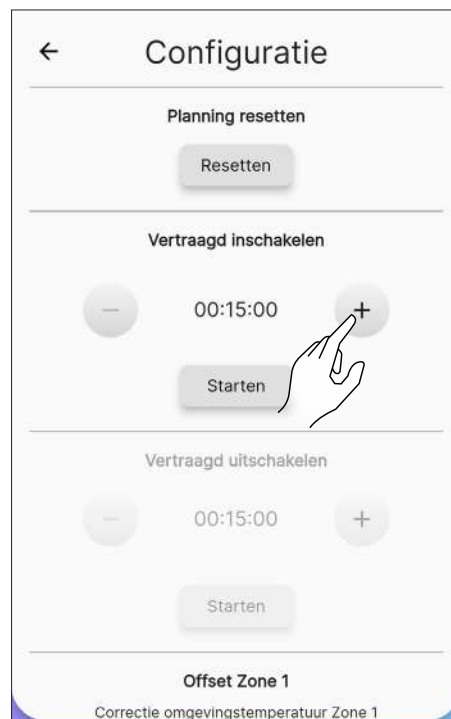 ← Configuratie
Planning resetten
Resetten
Vertraagd inschakelen
− 00:15:00 +
Starten
Vertraagd uitschakelen
− 00:15:00 +
Starten
Offset Zone 1
Correctie omgevingstemperatuur Zone 1